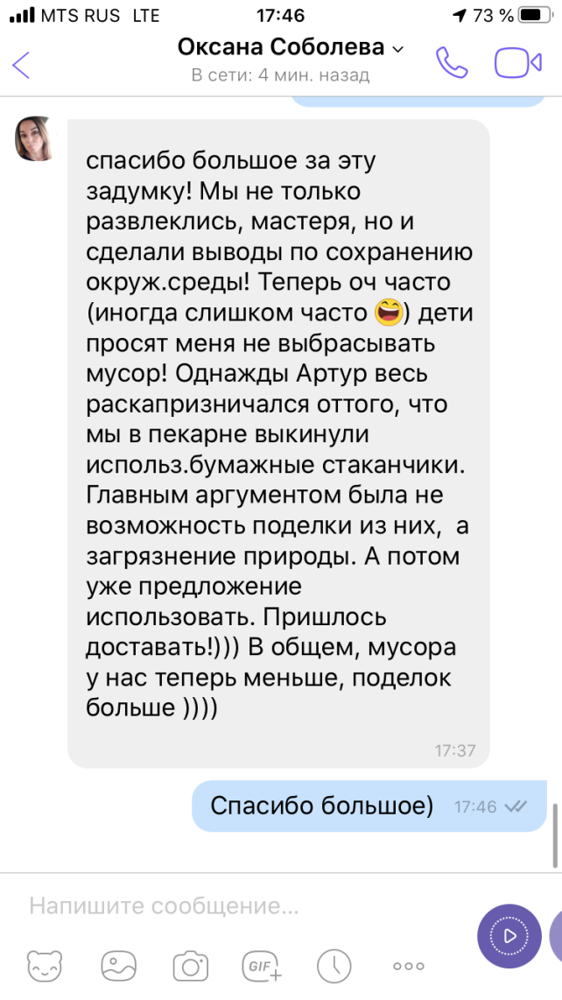 MTS RUS LTE 17:46 73 %
Оксана Соболева
В сети: 4 мин. назад
спасибо большое за эту
задумку! Мы не только
развлеклись, мастеря, но и
сделали выводы по сохранению
окруж.среды! Теперь оч часто
(иногда слишком часто 😆) дети
просят меня не выбрасывать
мусор! Однажды Артур весь
раскапризничался оттого, что
мы в пекарне выкинули
использ.бумажные стаканчики.
Главным аргументом была не
возможность поделки из них,  а
загрязнение природы. А потом
уже предложение
использовать. Пришлось
доставать!))) В общем, мусора
у нас теперь меньше, поделок
больше ))))
17:37
Спасибо большое) 17:46
Напишите сообщение...
GIF